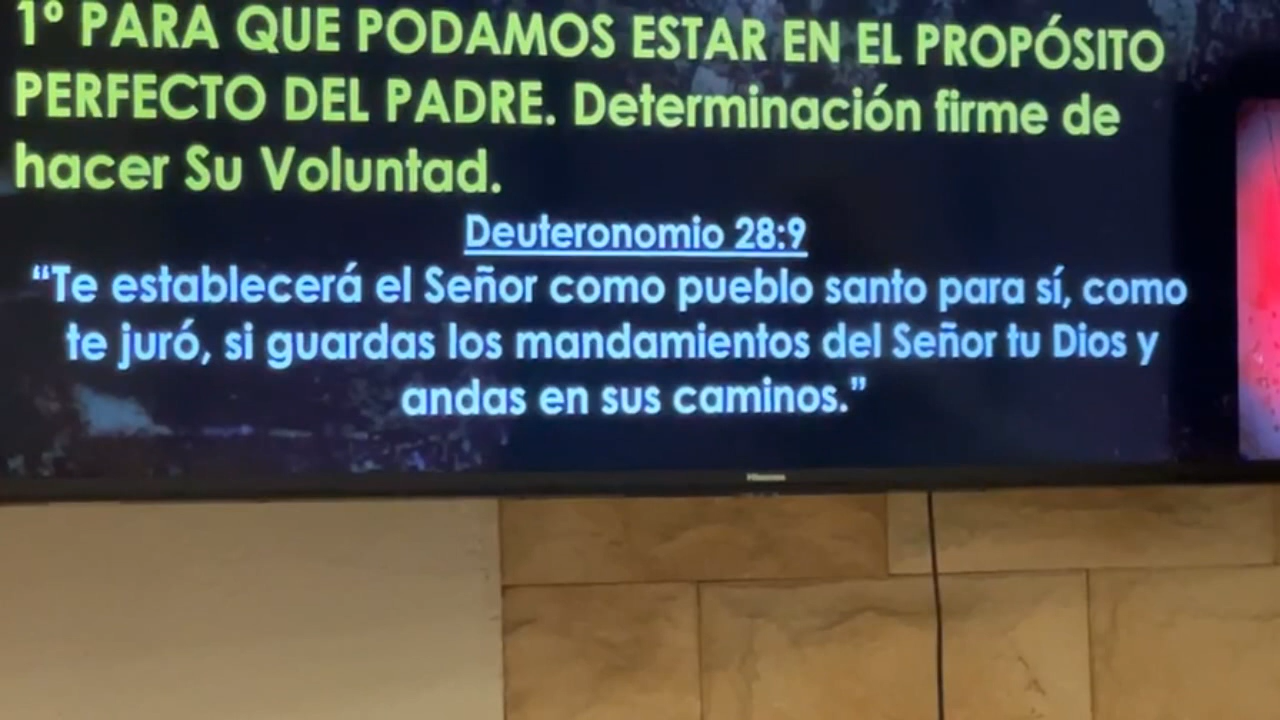 1º PARA QUE PODAMOS ESTAR EN EL PROPÓSITO
PERFECTO DEL PADRE. Determinación firme de
hacer Su Voluntad.
Deuteronomio 28:9
“Te establecerá el Señor como pueblo santo para sí, como
te juró, si guardas los mandamientos del Señor tu Dios y
andas en sus caminos.”
Hisense